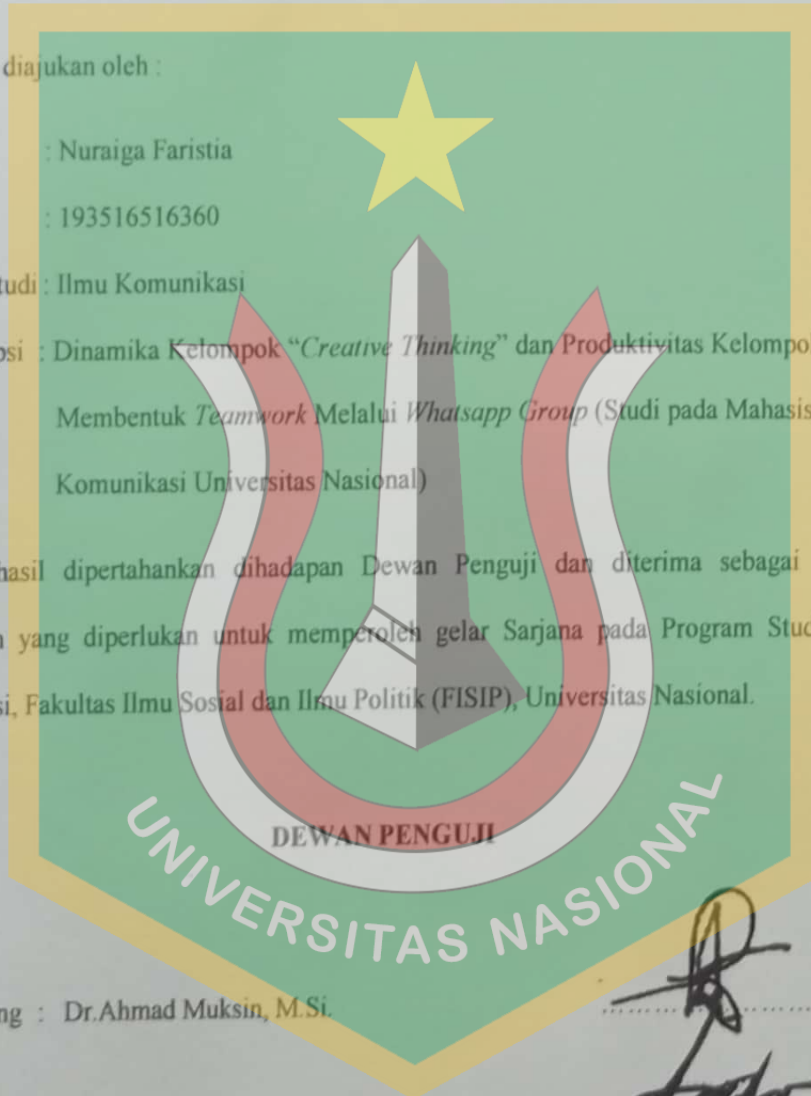 diajukan oleh :
: Nuraiga Faristia
: 193516516360
tudi : Ilmu Komunikasi
psi : Dinamika Kelompok “Creative Thinking” dan Produktivitas Kelompo
Membentuk Teamwork Melalui Whatsapp Group (Studi pada Mahasis
Komunikasi Universitas Nasional)
hasil dipertahankan dihadapan Dewan Penguji dan diterima sebagai
n yang diperlukan untuk memperoleh gelar Sarjana pada Program Stud
si, Fakultas Ilmu Sosial dan Ilmu Politik (FISIP), Universitas Nasional.
DEWAN PENGUJI
UNIVERSITAS NASIONAL
ng : Dr.Ahmad Muksin, M.Si.